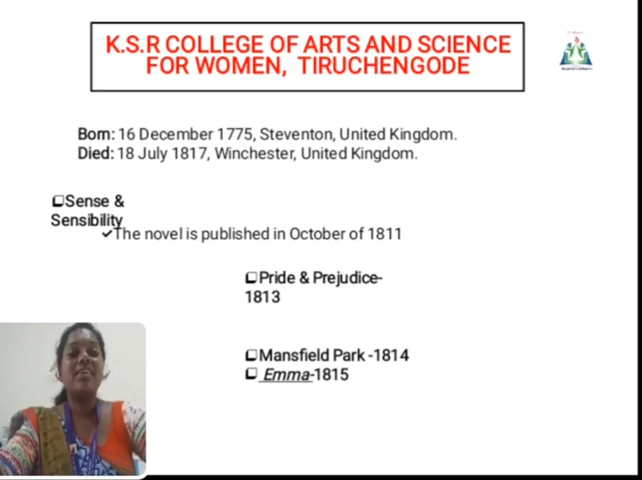 K.S.R COLLEGE OF ARTS AND SCIENCE
FOR WOMEN, TIRUCHENGODE
Born: 16 December 1775, Steventon, United Kingdom.
Died: 18 July 1817, Winchester, United Kingdom.
❑Sense &
Sensibility
✓The novel is published in October of 1811
❑Pride & Prejudice-
1813
❑Mansfield Park -1814
❑ Emma-1815